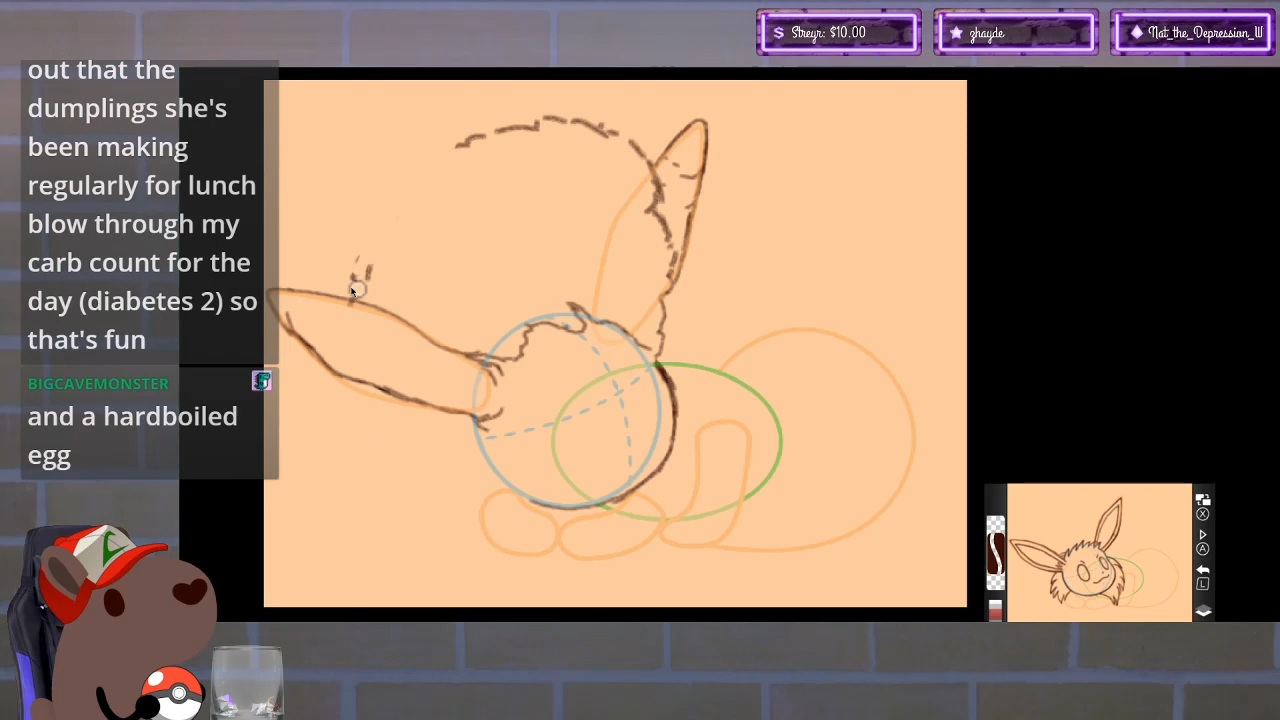 Streyr: $10.00
ghayde
Nat_the_Depression_W
out that the
dumplings she's
been making
regularly for lunch
blow through my
carb count for the
day (diabetes 2) so
that's fun
BIGCAVEMONSTER
and a hardboiled
egg
X
A
L